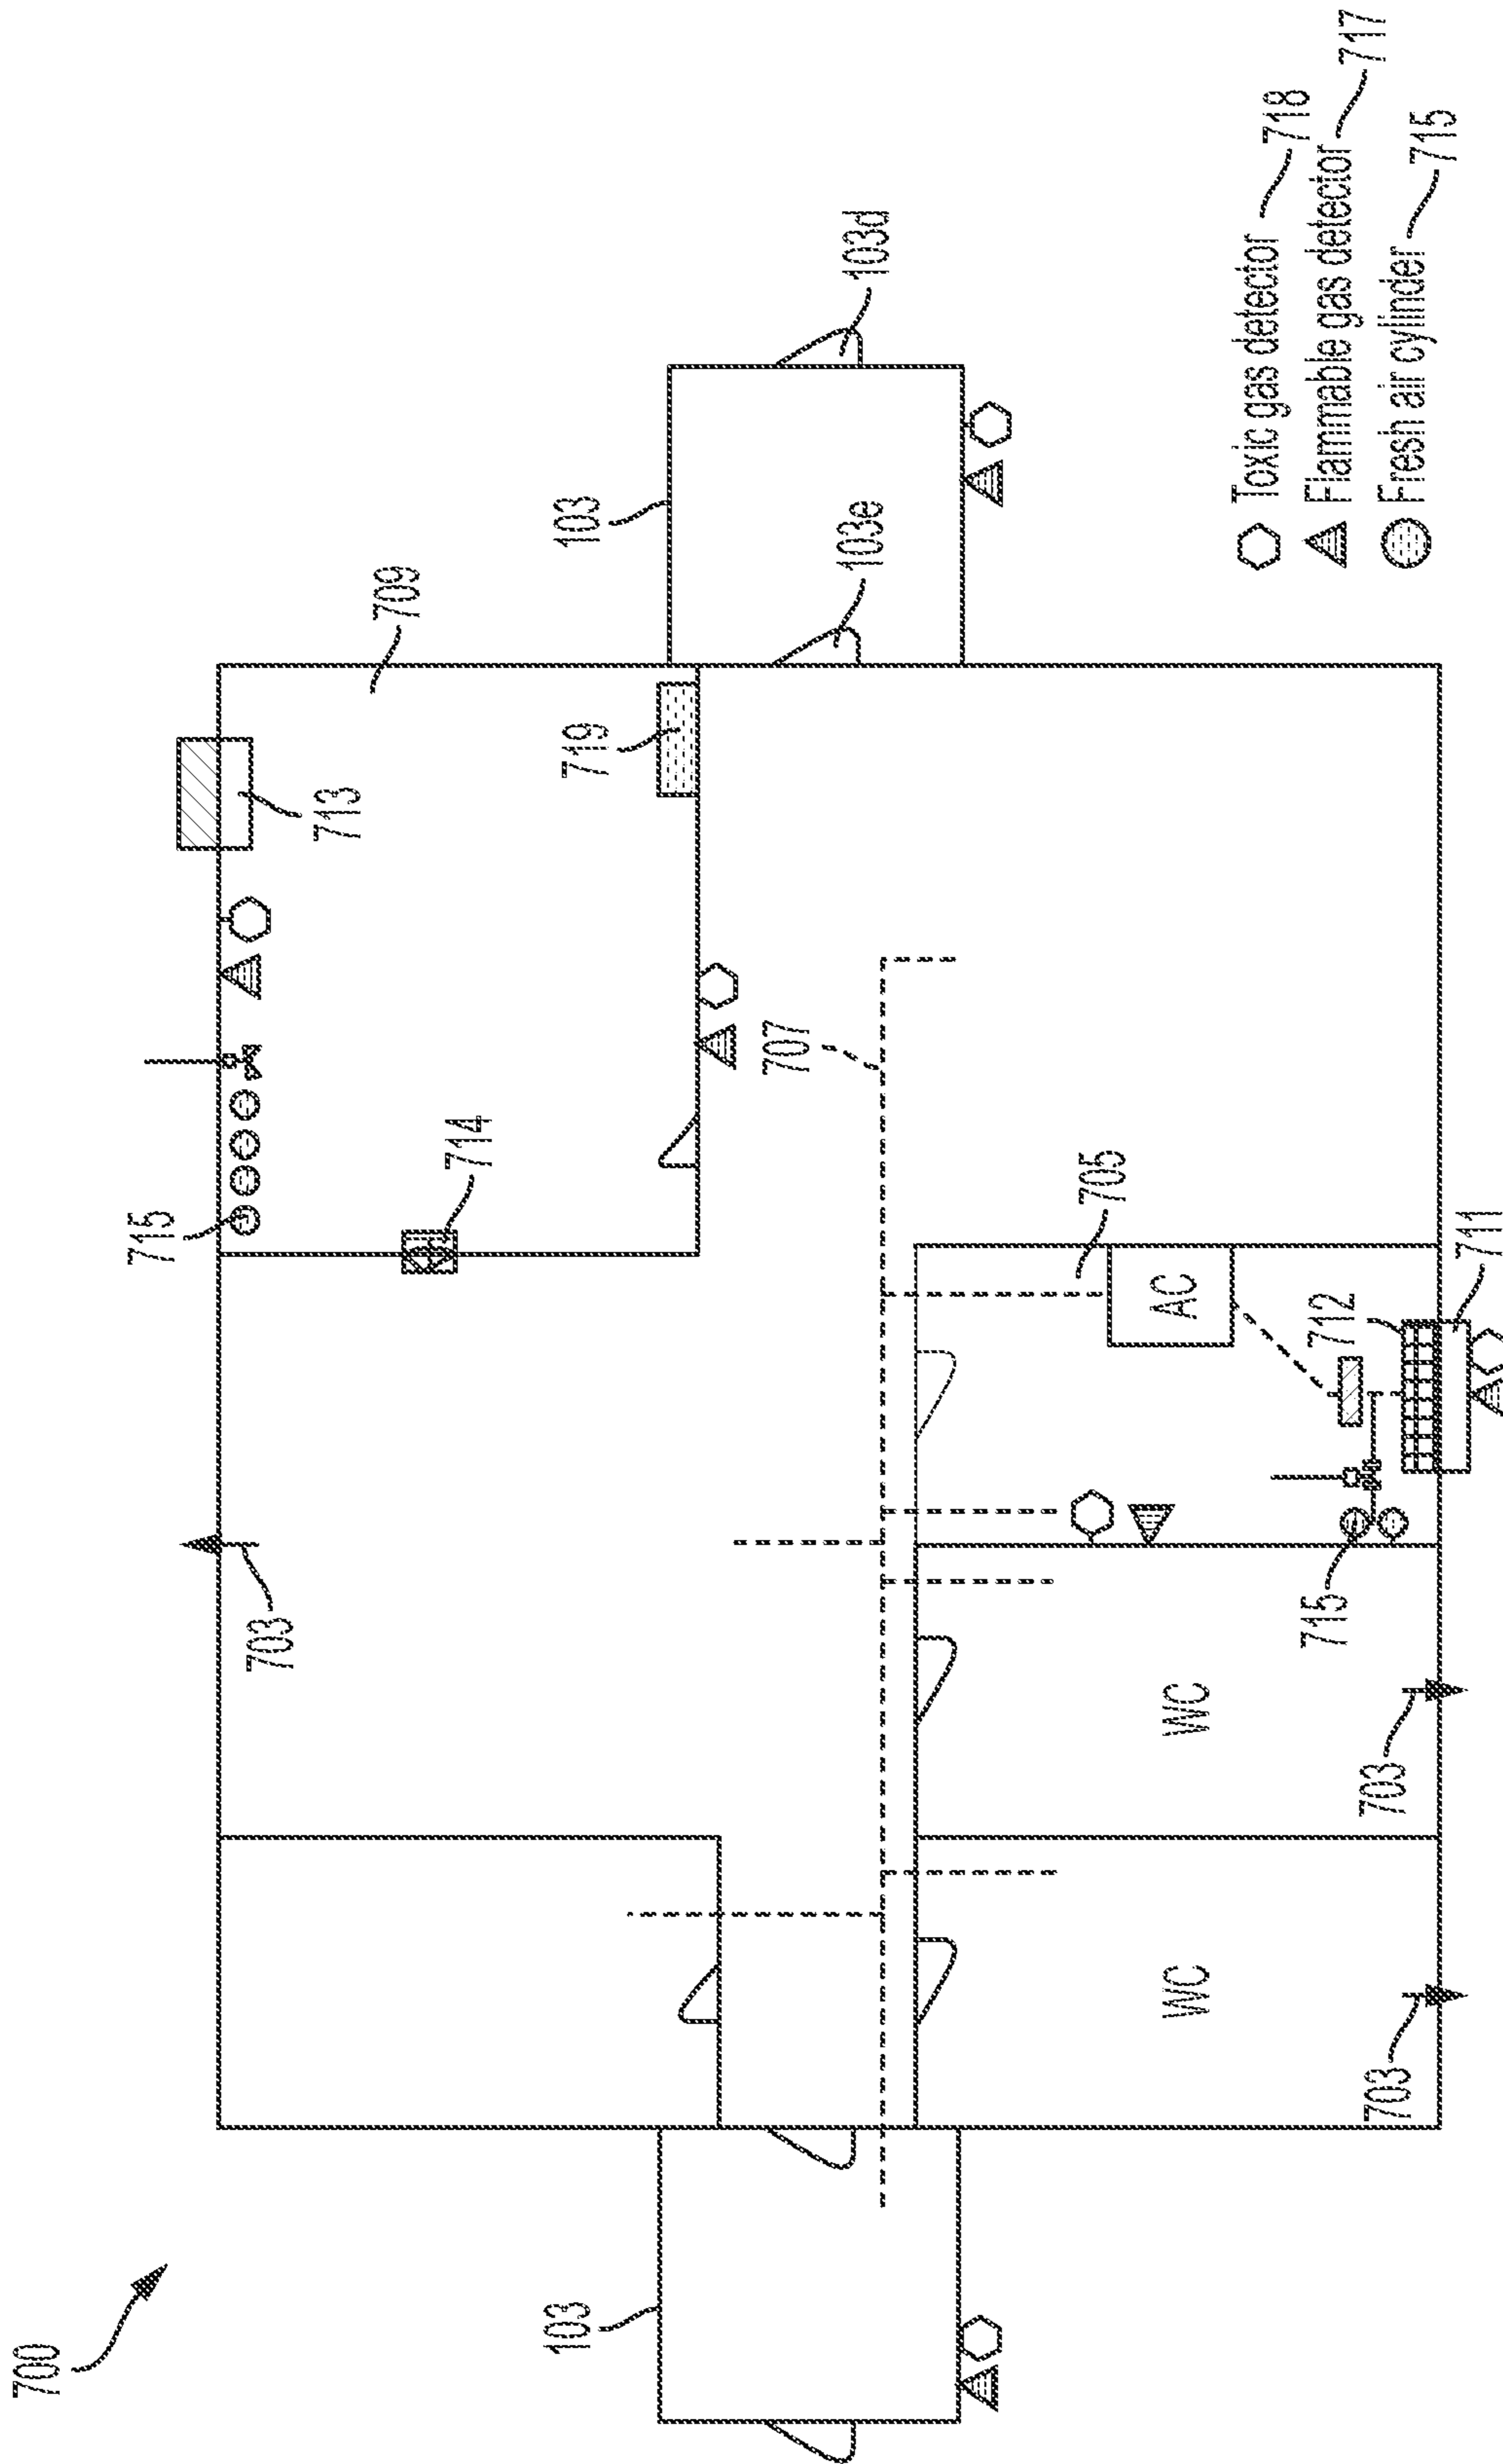 700
103
703
715
714
713
709
719
103
103e
103d
707
705
AC
712
711
715
WC
703
WC
703
Toxic gas detector 718
Flammable gas detector 717
Fresh air cylinder 715